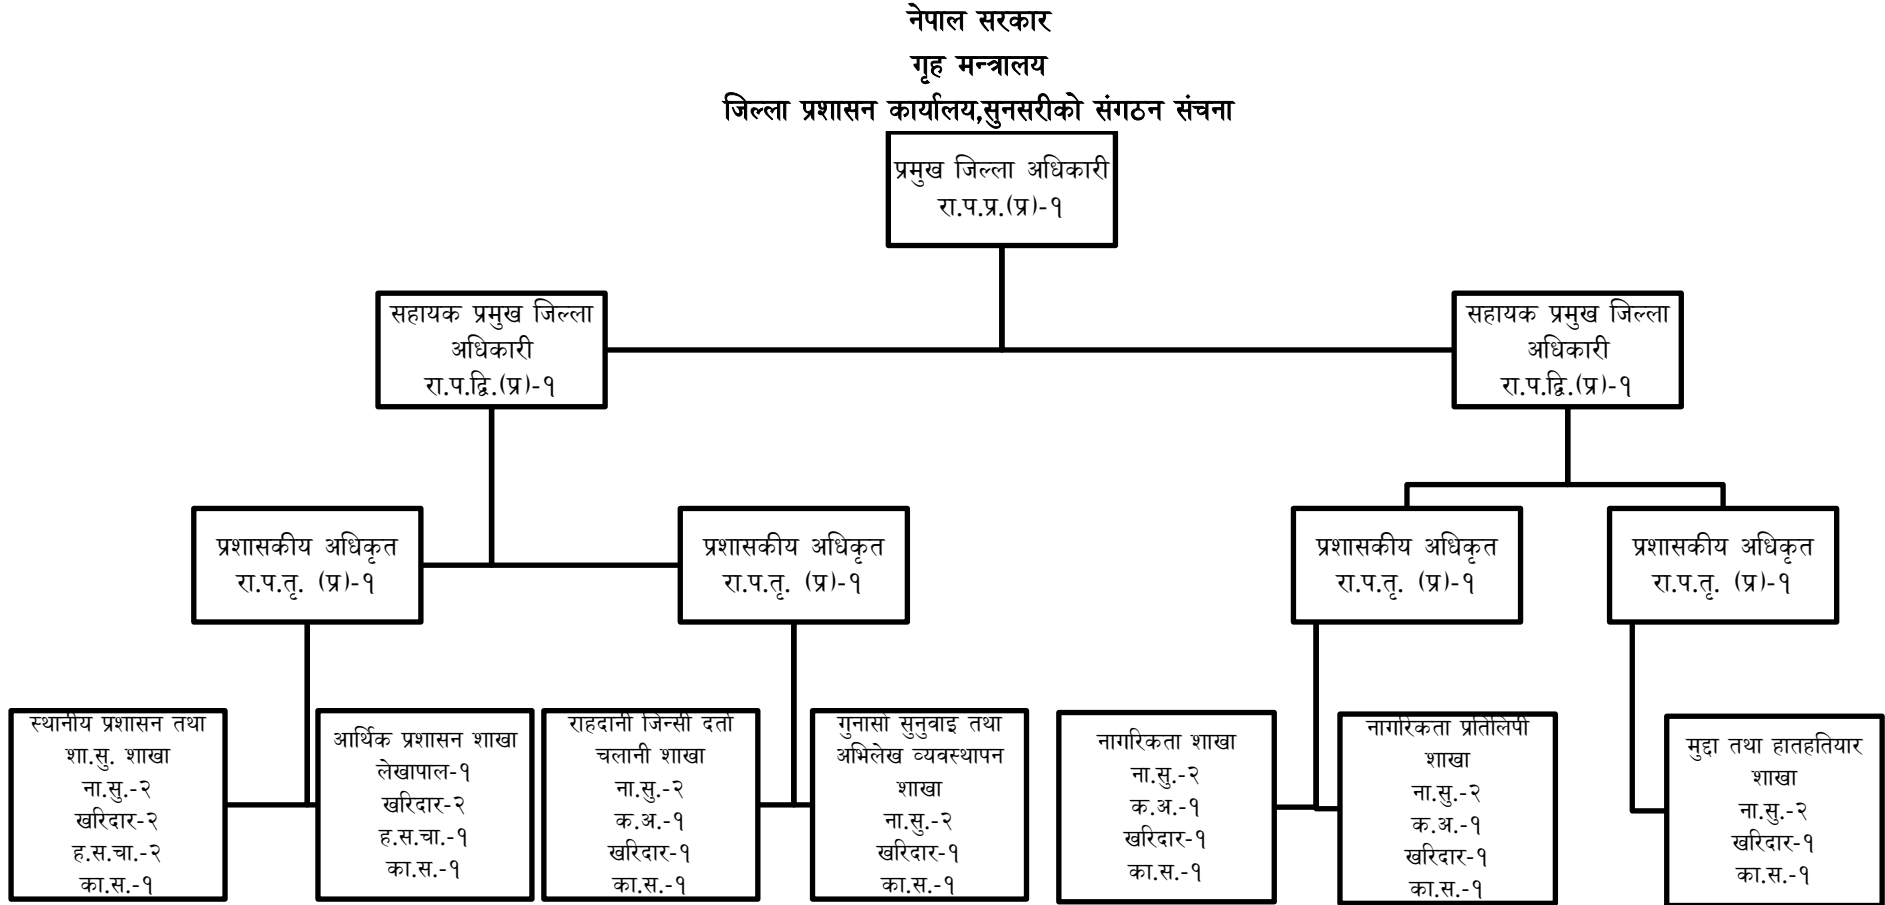 नेपाल सरकार
गृह मन्त्रालय
जिल्ला प्रशासन कार्यालय,सुनसरीको संगठन संचना
प्रमुख जिल्ला अधिकारी
रा.प.प्र.(प्र)-१
सहायक प्रमुख जिल्ला
अधिकारी
रा.प.द्वि.(प्र)-१
सहायक प्रमुख जिल्ला
अधिकारी
रा.प.द्वि.(प्र)-१
प्रशासकीय अधिकृत
रा.प.तृ. (प्र)-१
प्रशासकीय अधिकृत
रा.प.तृ. (प्र)-१
प्रशासकीय अधिकृत
रा.प.तृ. (प्र)-१
प्रशासकीय अधिकृत
रा.प.तृ. (प्र)-१
स्थानीय प्रशासन तथा
शा.सु. शाखा
ना.सु.-२
खरिदार-२
ह.स.चा.-२
का.स.-१
आर्थिक प्रशासन शाखा
लेखापाल-१
खरिदार-२
ह.स.चा.-१
का.स.-१
राहदानी जिन्सी दर्ता
चलानी शाखा
ना.सु.-२
क.अ.-१
खरिदार-१
का.स.-१
गुनासो सुनुवाइ तथा
अभिलेख व्यवस्थापन
शाखा
ना.सु.-२
खरिदार-१
का.स.-१
नागरिकता शाखा
ना.सु.-२
क.अ.-१
खरिदार-१
का.स.-१
नागरिकता प्रतिलिपी
शाखा
ना.सु.-२
क.अ.-१
खरिदार-१
का.स.-१
मुद्दा तथा हातहतियार
शाखा
ना.सु.-२
खरिदार-१
का.स.-१